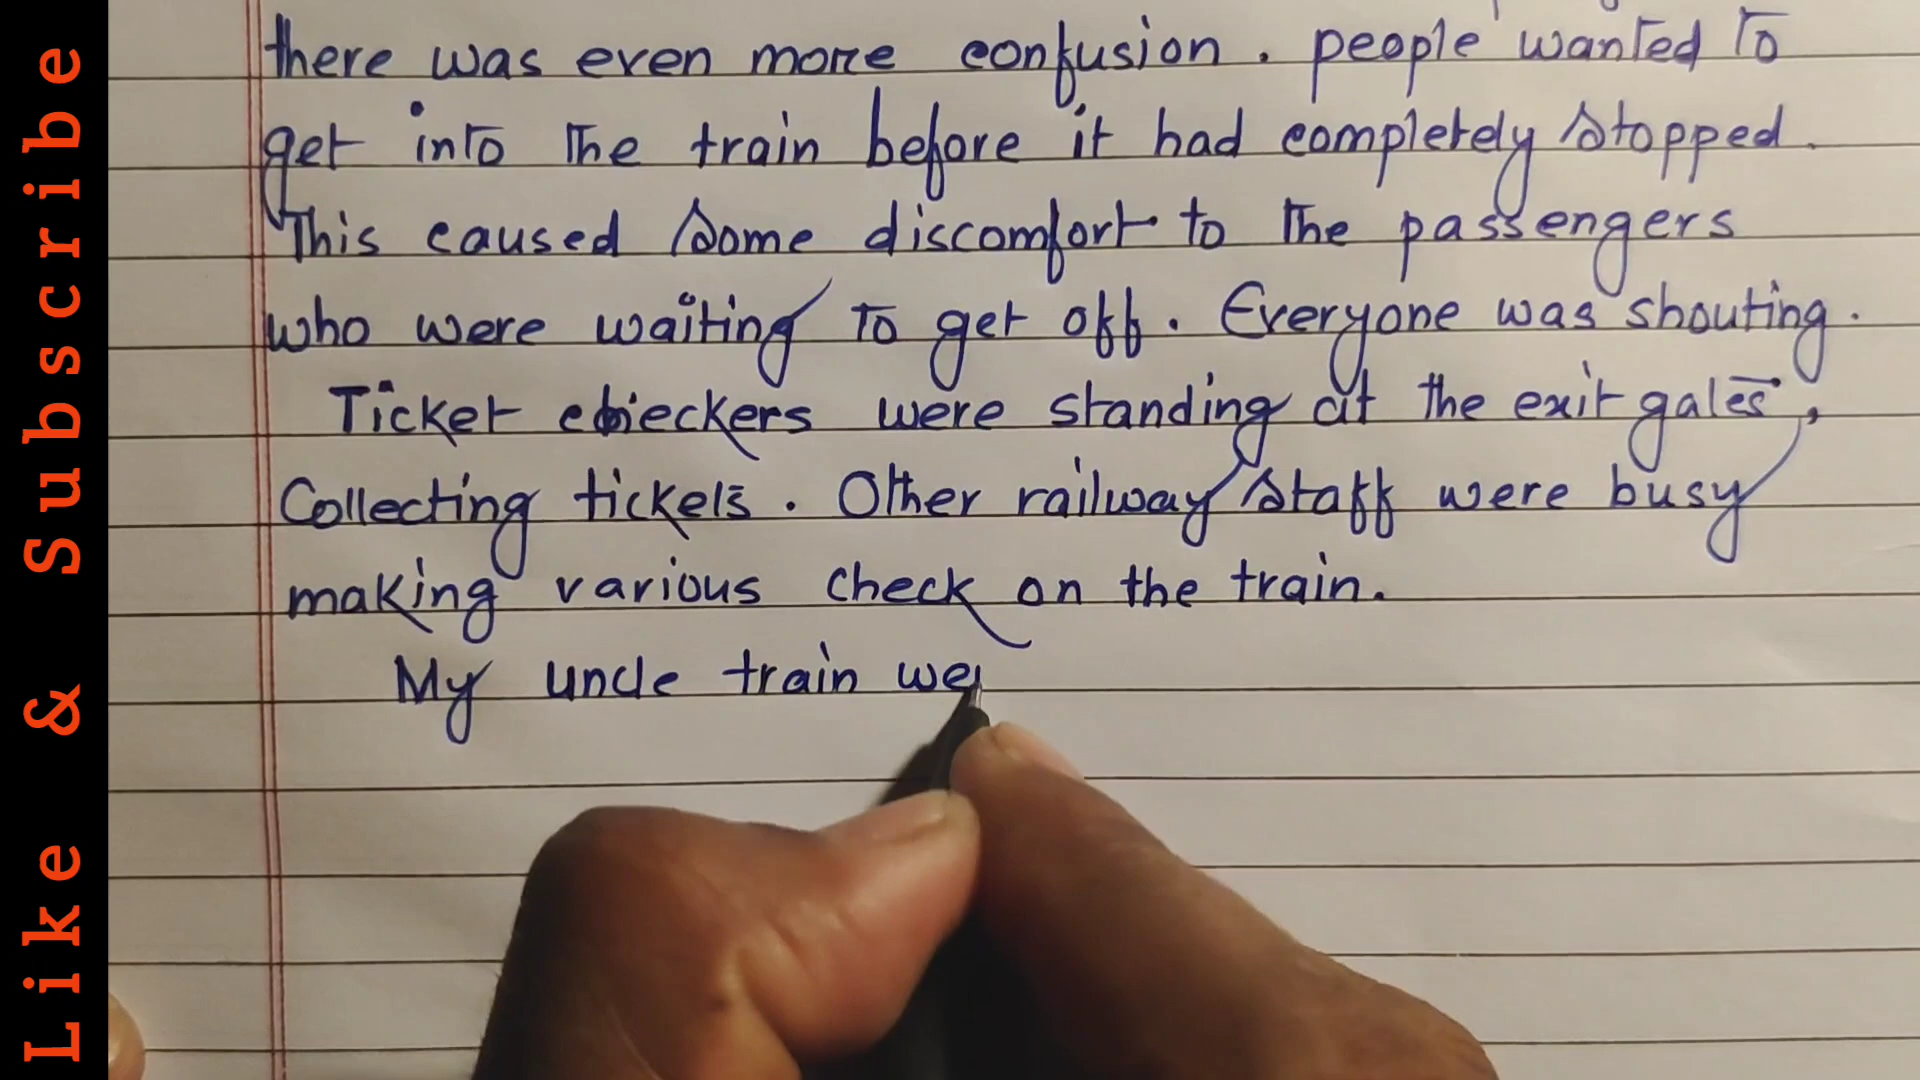 Like & Subscribe
there was even more confusion. people wanted to
get into the train before it had completely stopped.
This caused some discomfort to the passengers
who were waiting to get off. Everyone was shouting.
Ticket checkers were standing at the exit gates,
Collecting tickets. Other railway staff were busy
making various check on the train.
My uncle train we